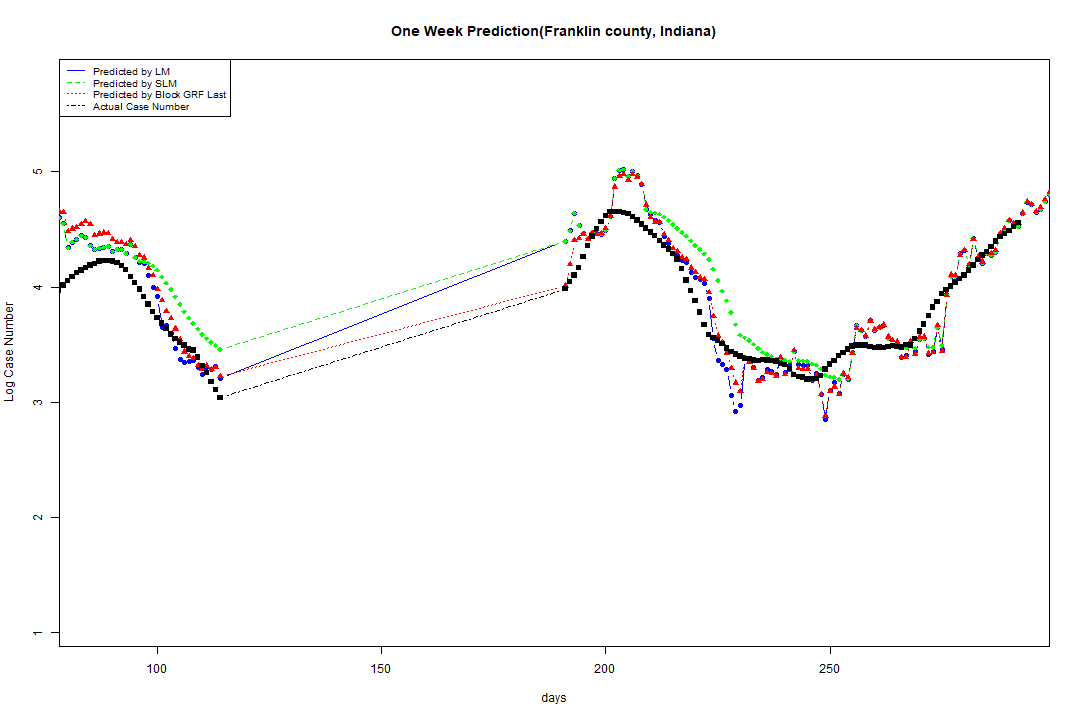 One Week Prediction(Franklin county, Indiana)
Predicted by LM
Predicted by SLM
Predicted by Block GRF Last
Actual Case Number
5
4
3
2
1
Log Case Number
100 150 200 250
days